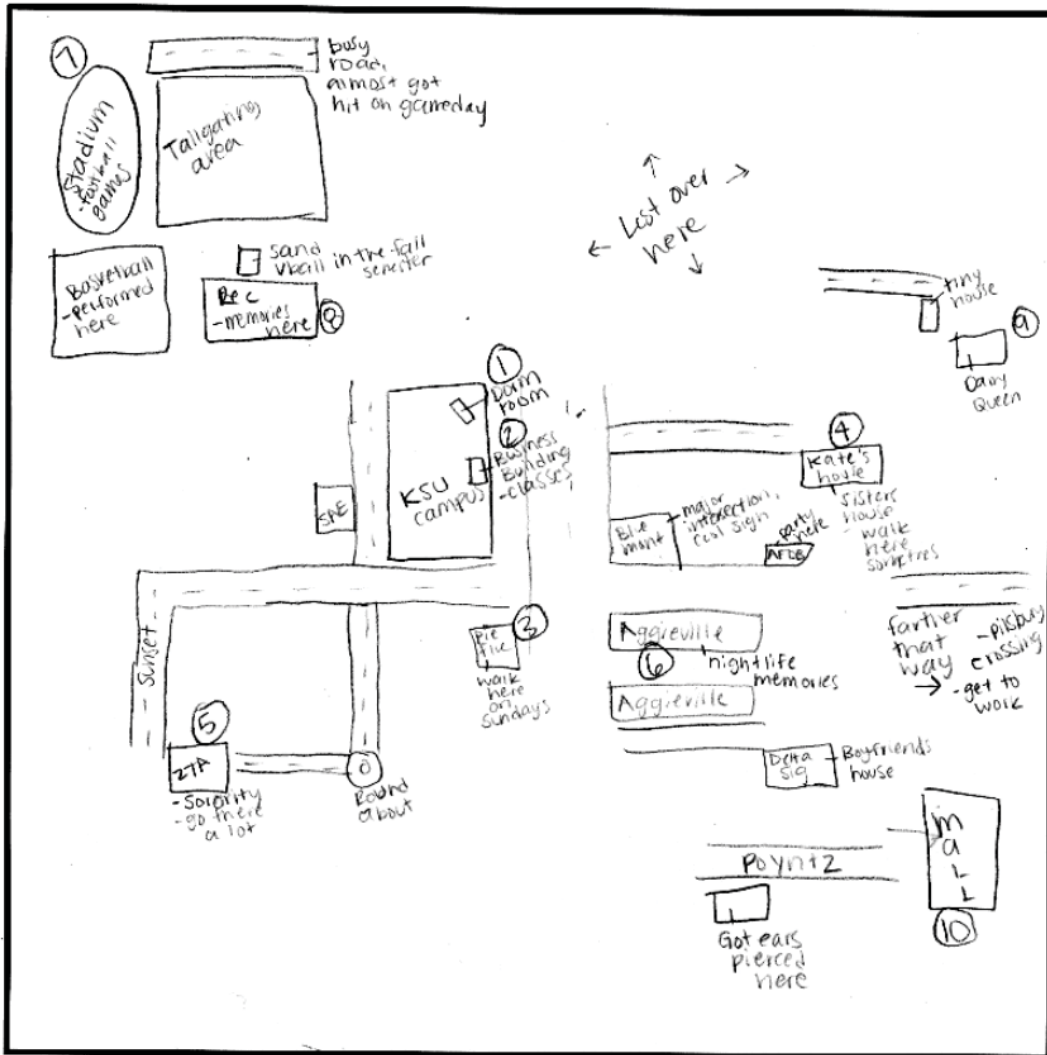 7
busy
road,
almost got
hit on gameday
Stadium
-football
games
Tailgating
area
Lost over
here
Basketball
-performed
here
sand
vball in the fall
semester
Rec
-memories
here
8
tiny
house
9
Dairy
Queen
1
Dorm
room
2
Business
Building
-classes
KSU
campus
SAE
4
Kate's
house
sisters
house
- walk
here
sometimes
Blue
mont
major
intersection,
cool sign
party
here
Sunset
3
Pie
five
walk
here
on
Sundays
Aggieville
6
nightlife
memories
Aggieville
farther
that
way
- pilsbury
crossing
- get to
work
5
ZTA
- Sorority
- go there
a lot
Round
about
Delta
Sig
Boyfriends
house
Poyntz
MALL
10
Got ears
pierced
here